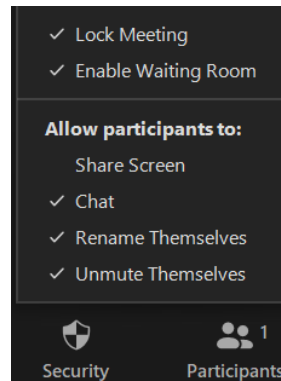 Lock Meeting
Enable Waiting Room
Allow participants to:
Share Screen
Chat
Rename Themselves
Unmute Themselves
1
Security Participants